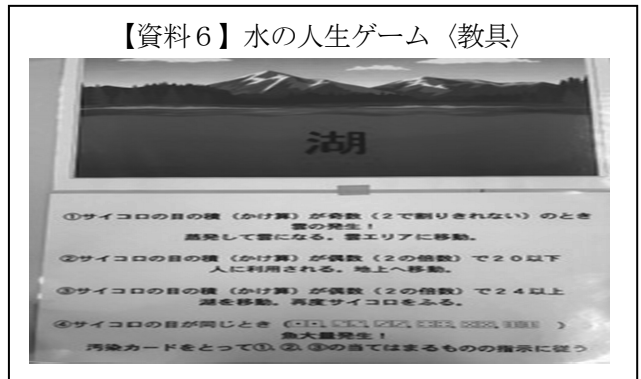 【資料６】水の人生ゲーム〈教具〉
湖
①サイコロの目の積（かけ算）が奇数（２で割りきれない）のとき
雲の発生！
蒸発して雲になる。雲エリアに移動。
②サイコロの目の積（かけ算）が偶数（２の倍数）で２０以下
人に利用される。地上へ移動。
③サイコロの目の積（かけ算）が偶数（２の倍数）で２４以上
湖を移動。再度サイコロをふる。
④サイコロの目が同じとき（ ）
魚大量発生！
汚染カードをとって①、②、③の当てはまるものの指示に従う